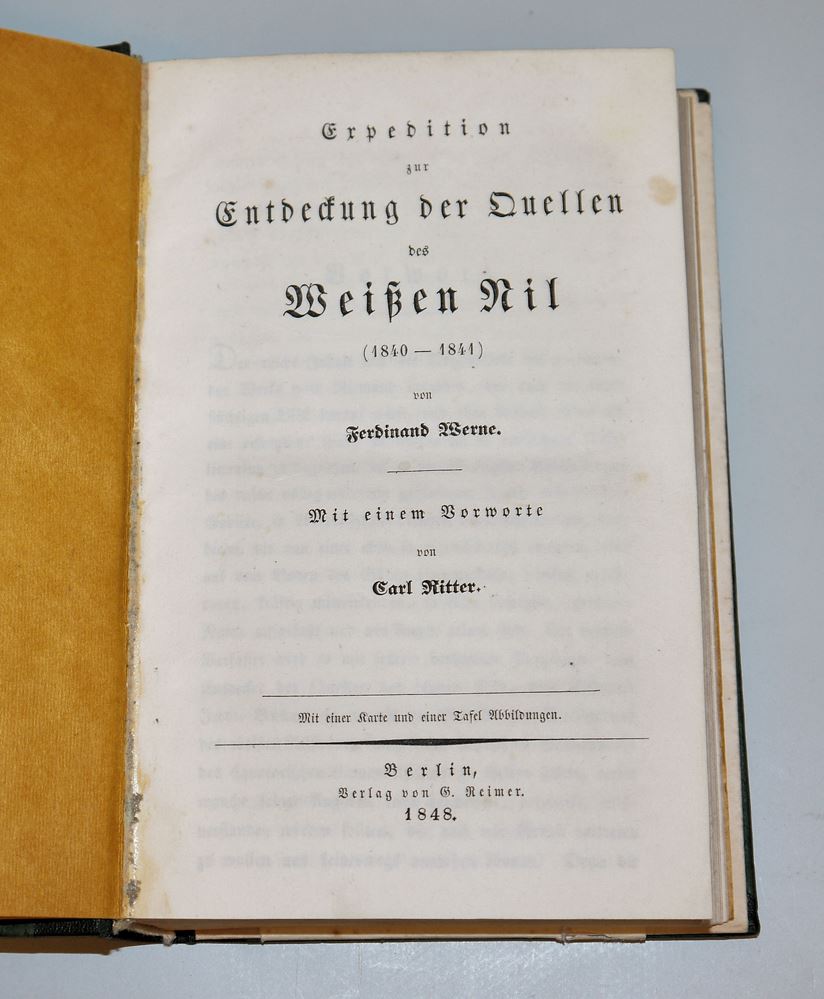 Expedition
zur
Entdeckung der Quellen
des
Weißen Nil
(1840 — 1841)
von
Ferdinand Werne.
Mit einem Vorworte
von
Carl Ritter.
Mit einer Karte und einer Tafel Abbildungen.
Berlin,
Verlag von G. Reimer.
1848.